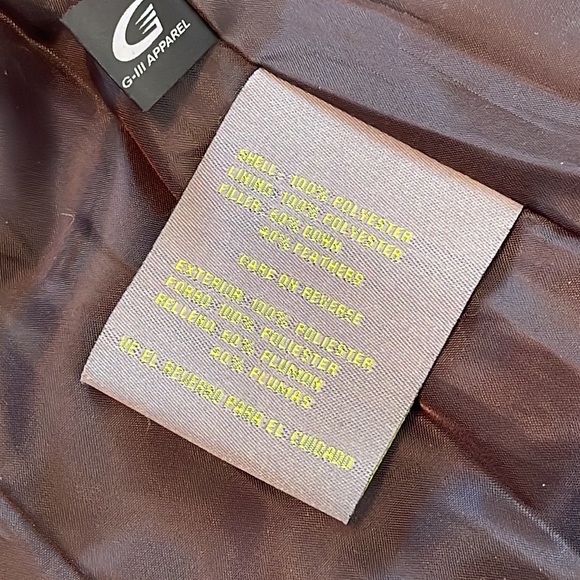 G-III APPAREL
SHELL: 100% POLYESTER
LINING: 100% POLYESTER
FILLER: 60% DOWN
40% FEATHERS
CARE ON REVERSE
EXTERIOR: 100% POLIESTER
FORRO: 100% POLIESTER
RELLENO: 60% PLUMON
40% PLUMAS
VE EL REVERSO PARA EL CUIDADO